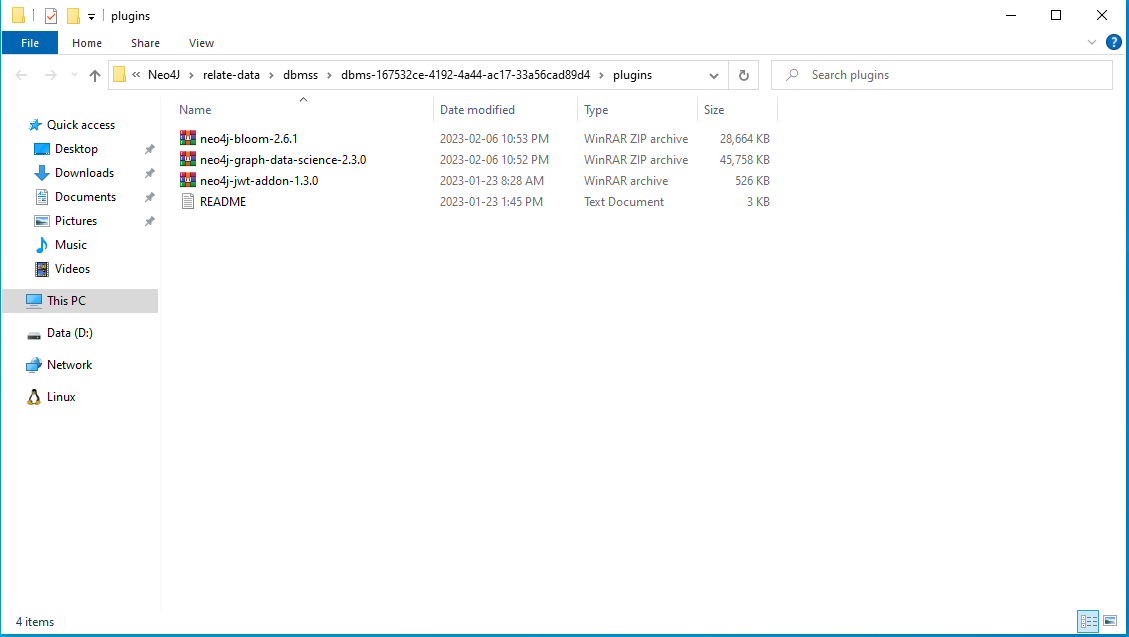 plugins
File Home Share View
?
« Neo4J › relate-data › dbmss › dbms-167532ce-4192-4a44-ac17-33a56cad89d4 › plugins
Search plugins
Name Date modified Type Size
Quick access
Desktop
Downloads
Documents
Pictures
Music
Videos
This PC
Data (D:)
Network
Linux
neo4j-bloom-2.6.1 2023-02-06 10:53 PM WinRAR ZIP archive 28,664 KB
neo4j-graph-data-science-2.3.0 2023-02-06 10:52 PM WinRAR ZIP archive 45,758 KB
neo4j-jwt-addon-1.3.0 2023-01-23 8:28 AM WinRAR archive 526 KB
README 2023-01-23 1:45 PM Text Document 3 KB
4 items